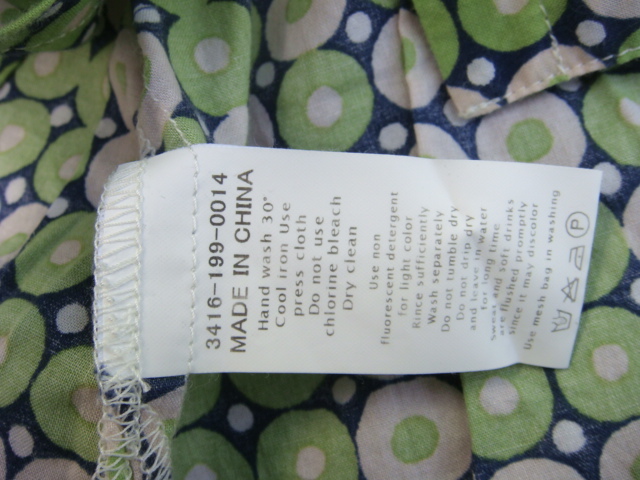 3416-199-0014
MADE IN CHINA
Hand wash 30°
Cool iron Use
press cloth
Do not use
chlorine bleach
Dry clean
Use non
fluorescent detergent
for light color
Rince sufficiently
Wash separately
Do not tumble dry
Do not drip dry
and leave in water
for long time
Sweat and soft drinks
are flushed promptly
since it may discolor
Use mesh bag in washing
P